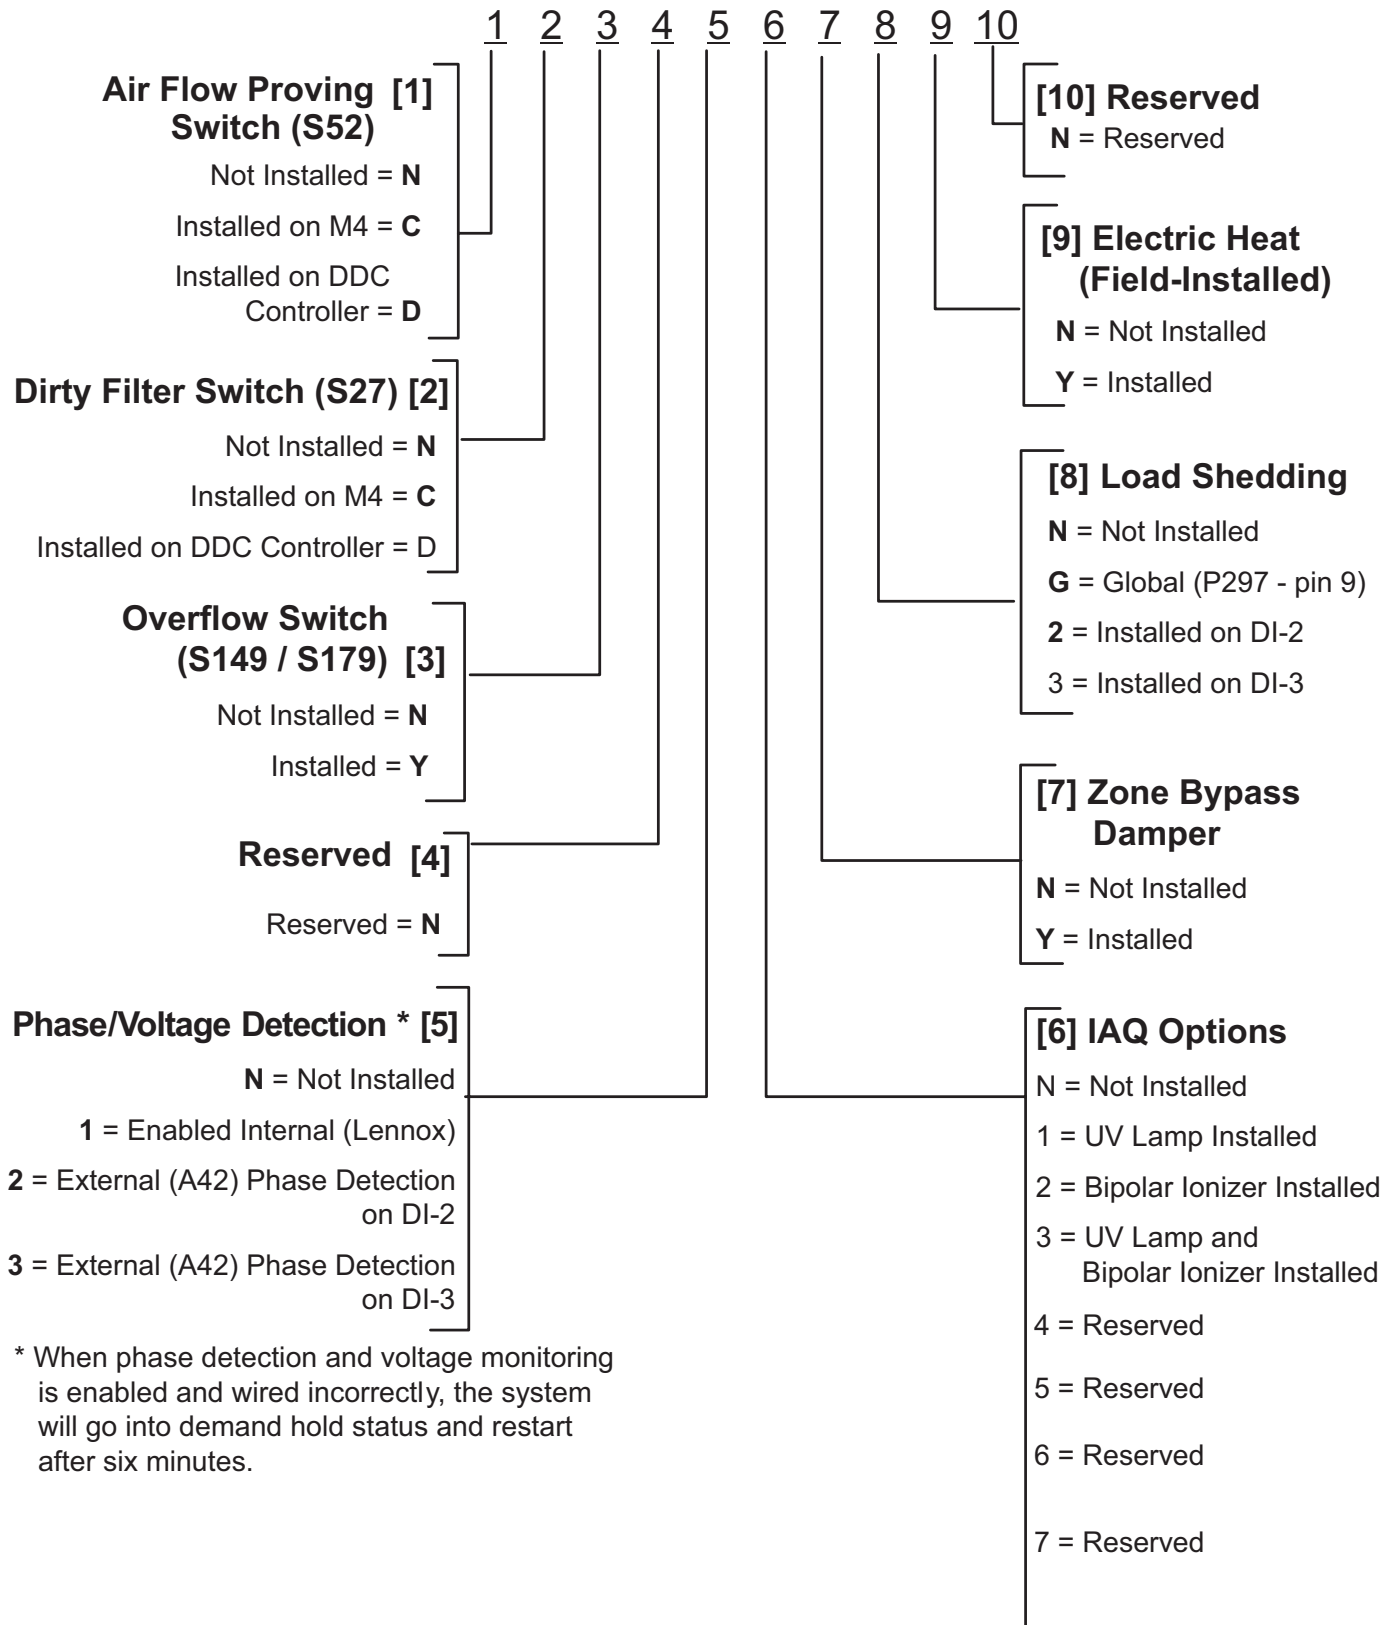 1 2 3 4 5 6 7 8 9 10
Air Flow Proving [1]
Switch (S52)
Not Installed = N
Installed on M4 = C
Installed on DDC
Controller = D
Dirty Filter Switch (S27) [2]
Not Installed = N
Installed on M4 = C
Installed on DDC Controller = D
Overflow Switch
(S149 / S179) [3]
Not Installed = N
Installed = Y
Reserved [4]
Reserved = N
Phase/Voltage Detection * [5]
N = Not Installed
1 = Enabled Internal (Lennox)
2 = External (A42) Phase Detection
on DI-2
3 = External (A42) Phase Detection
on DI-3
* When phase detection and voltage monitoring
is enabled and wired incorrectly, the system
will go into demand hold status and restart
after six minutes.
[10] Reserved
N = Reserved
[9] Electric Heat
(Field-Installed)
N = Not Installed
Y = Installed
[8] Load Shedding
N = Not Installed
G = Global (P297 - pin 9)
2 = Installed on DI-2
3 = Installed on DI-3
[7] Zone Bypass
Damper
N = Not Installed
Y = Installed
[6] IAQ Options
N = Not Installed
1 = UV Lamp Installed
2 = Bipolar Ionizer Installed
3 = UV Lamp and
Bipolar Ionizer Installed
4 = Reserved
5 = Reserved
6 = Reserved
7 = Reserved